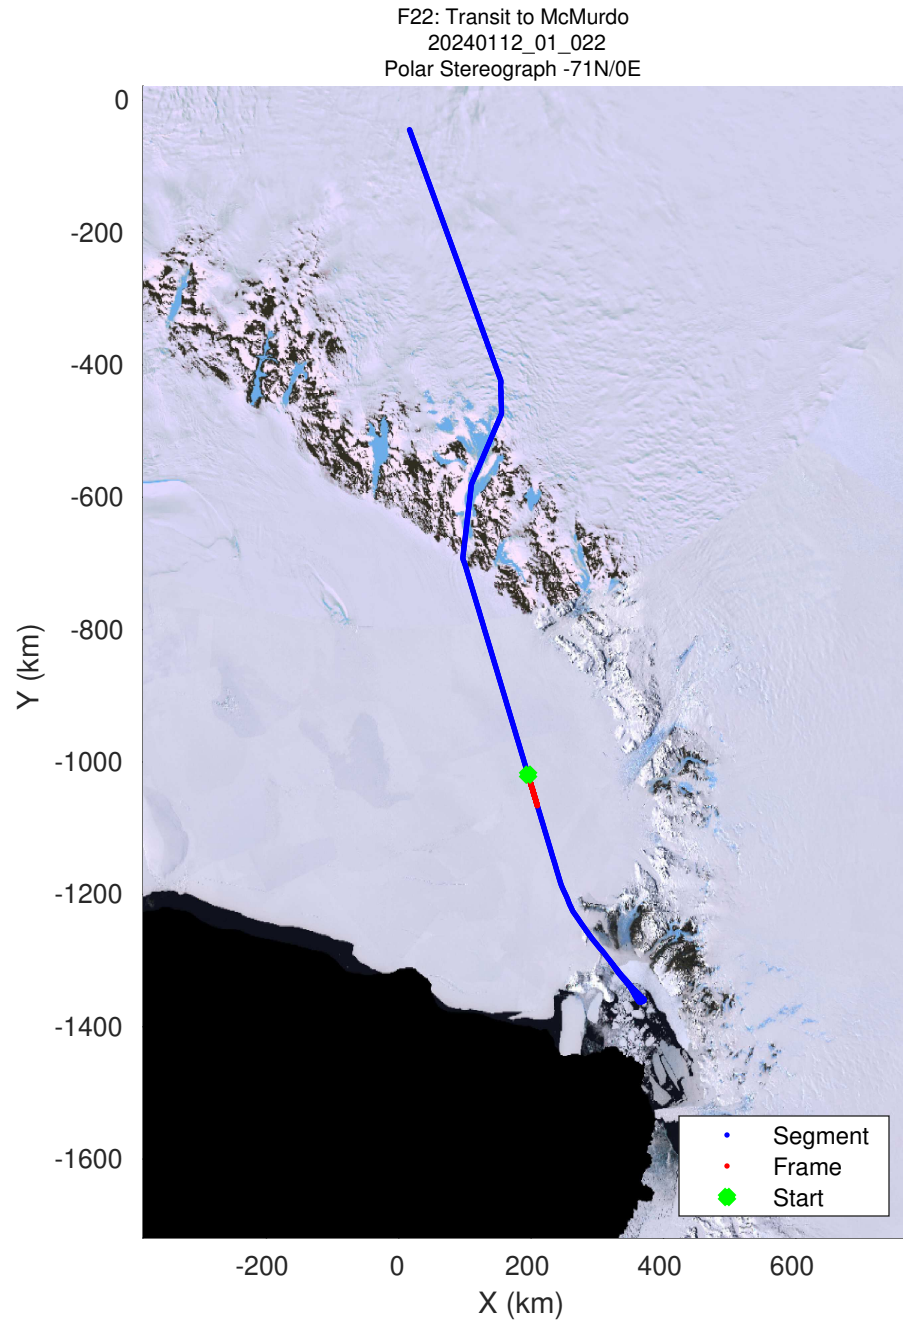 F22: Transit to McMurdo
20240112_01_022
Polar Stereograph -71N/0E
0
-200
-400
-600
-800
-1000
-1200
-1400
-1600
Y (km)
Segment
Frame
Start
-200
0
200
400
600
X (km)